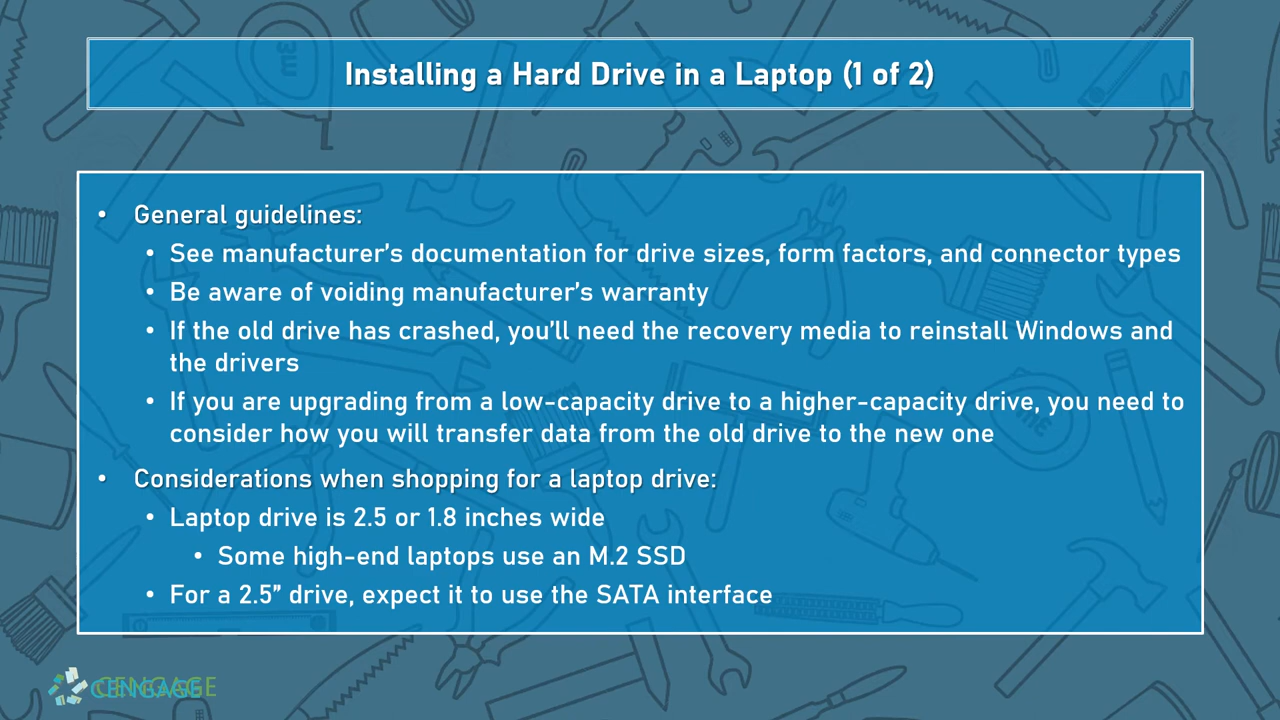 Installing a Hard Drive in a Laptop (1 of 2)
• General guidelines:
• See manufacturer's documentation for drive sizes, form factors, and connector types
• Be aware of voiding manufacturer's warranty
• If the old drive has crashed, you'll need the recovery media to reinstall Windows and
the drivers
• If you are upgrading from a low-capacity drive to a higher-capacity drive, you need to
consider how you will transfer data from the old drive to the new one
• Considerations when shopping for a laptop drive:
• Laptop drive is 2.5 or 1.8 inches wide
• Some high-end laptops use an M.2 SSD
• For a 2.5” drive, expect it to use the SATA interface
CENGAGE